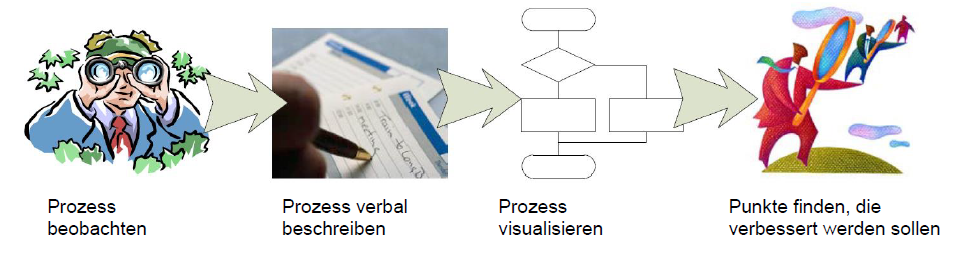 Prozess
beobachten
Prozess verbal
beschreiben
Prozess
visualisieren
Punkte finden, die
verbessert werden sollen